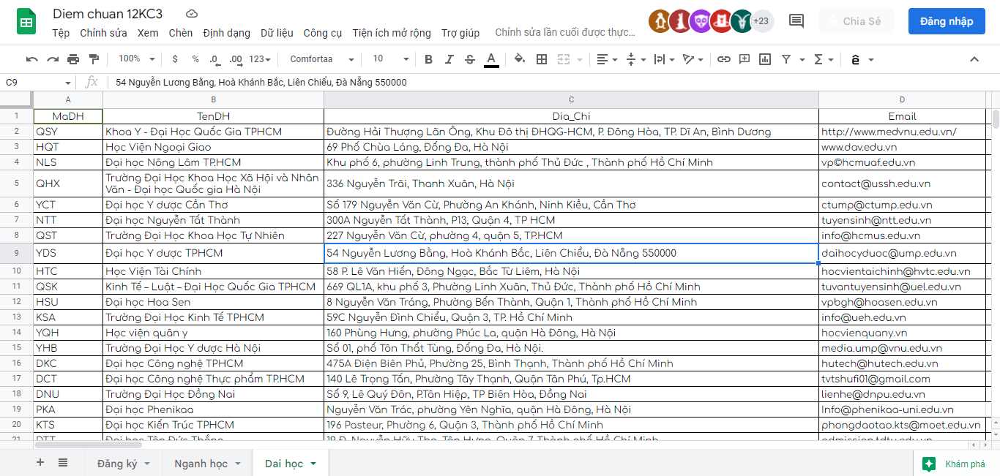 Diem chuan 12KC3
Tệp Chỉnh sửa Xem Chèn Định dạng Dữ liệu Công cụ Tiện ích mở rộng Trợ giúp Chỉnh sửa lần cuối được thực…
+23
Chia Sẻ
Đăng nhập
100% $ % .0 .00 123 Comfortaa 10 B I S A Σ ê
C9 fx 54 Nguyễn Lương Bằng, Hoà Khánh Bắc, Liên Chiểu, Đà Nẵng 550000
A B C D
1 MaDH TenDH Dia_Chi Email
2 QSY Khoa Y - Đại Học Quốc Gia TPHCM Đường Hải Thượng Lãn Ông, Khu Đô thị ĐHQG-HCM, P. Đông Hòa, TP. Dĩ An, Bình Dương http://www.medvnu.edu.vn/
3 HQT Học Viện Ngoại Giao 69 Phố Chùa Láng, Đống Đa, Hà Nội www.dav.edu.vn
4 NLS Đại học Nông Lâm TP.HCM Khu phố 6, phường Linh Trung, thành phố Thủ Đức , Thành phố Hồ Chí Minh vp©hcmuaf.edu.vn
5 QHX Trường Đại Học Khoa Học Xã Hội và Nhân Văn - Đại học Quốc gia Hà Nội 336 Nguyễn Trãi, Thanh Xuân, Hà Nội contact@ussh.edu.vn
6 YCT Đại học Y dược Cần Thơ Số 179 Nguyễn Văn Cừ, Phường An Khánh, Ninh Kiều, Cần Thơ ctump@ctump.edu.vn
7 NTT Đại học Nguyễn Tất Thành 300A Nguyễn Tất Thành, P13, Quận 4, TP HCM tuyensinh@ntt.edu.vn
8 QST Trường Đại Học Khoa Học Tự Nhiên 227 Nguyễn Văn Cừ, phường 4, quận 5, TP.HCM info@hcmus.edu.vn
9 YDS Đại học Y dược TPHCM 54 Nguyễn Lương Bằng, Hoà Khánh Bắc, Liên Chiểu, Đà Nẵng 550000 daihocyduoc@ump.edu.vn
10 HTC Học Viện Tài Chính 58 P. Lê Văn Hiến, Đông Ngạc, Bắc Từ Liêm, Hà Nội hocvientaichinh@hvtc.edu.vn
11 QSK Kinh Tế – Luật – Đại Học Quốc Gia TPHCM 669 QL1A, khu phố 3, Phường Linh Xuân, Thủ Đức, Thành phố Hồ Chí Minh tuvantuyensinh@uel.edu.vn
12 HSU Đại học Hoa Sen 8 Nguyễn Văn Tráng, Phường Bến Thành, Quận 1, Thành phố Hồ Chí Minh vpbgh@hoasen.edu.vn
13 KSA Trường Đại Học Kinh Tế TPHCM 59C Nguyễn Đình Chiểu, Quận 3, TP. Hồ Chí Minh info@ueh.edu.vn
14 YQH Học viện quân y 160 Phùng Hưng, phường Phúc La, quận Hà Đông, Hà Nội hocvienquany.vn
15 YHB Trường Đại Học Y dược Hà Nội Số 01, phố Tôn Thất Tùng, Đống Đa, Hà Nội. media.ump@vnu.edu.vn
16 DKC Đại học Công nghệ TPHCM 475A Điện Biên Phủ, Phường 25, Bình Thạnh, Thành phố Hồ Chí Minh hutech@hutech.edu.vn
17 DCT Đại học Công nghệ Thực phẩm TP.HCM 140 Lê Trọng Tấn, Phường Tây Thạnh, Quận Tân Phú, Tp.HCM tvtshufi01@gmail.com
18 DNU Trường Đại Học Đồng Nai Số 9, Lê Quý Đôn, P.Tân Hiệp, TP Biên Hòa, Đồng Nai lienhe@dnpu.edu.vn
19 PKA Đại học Phenikaa Nguyễn Văn Trác, phường Yên Nghĩa, quận Hà Đông, Hà Nội Info@phenikaa-uni.edu.vn
20 KTS Đại học Kiến Trúc TPHCM 196 Pasteur, Phường 6, Quận 3, Thành phố Hồ Chí Minh phongdaotao.kts@moet.edu.vn
21 DTT Đại học Tôn Đức Thắng 19 Đ. Nguyễn Hữu Thọ, Tân Hưng, Quận 7, Thành phố Hồ Chí Minh
Đăng ký Nganh học Dai học Khám phá